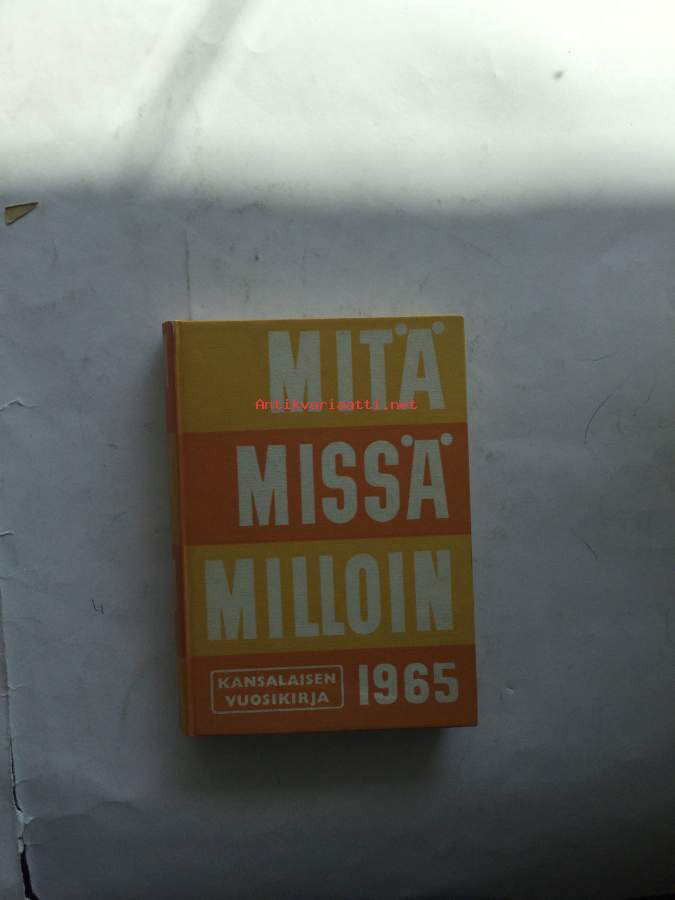 MITÄ
Antikvariaatti.net
MISSÄ
MILLOIN
KANSALAISEN
VUOSIKIRJA
1965